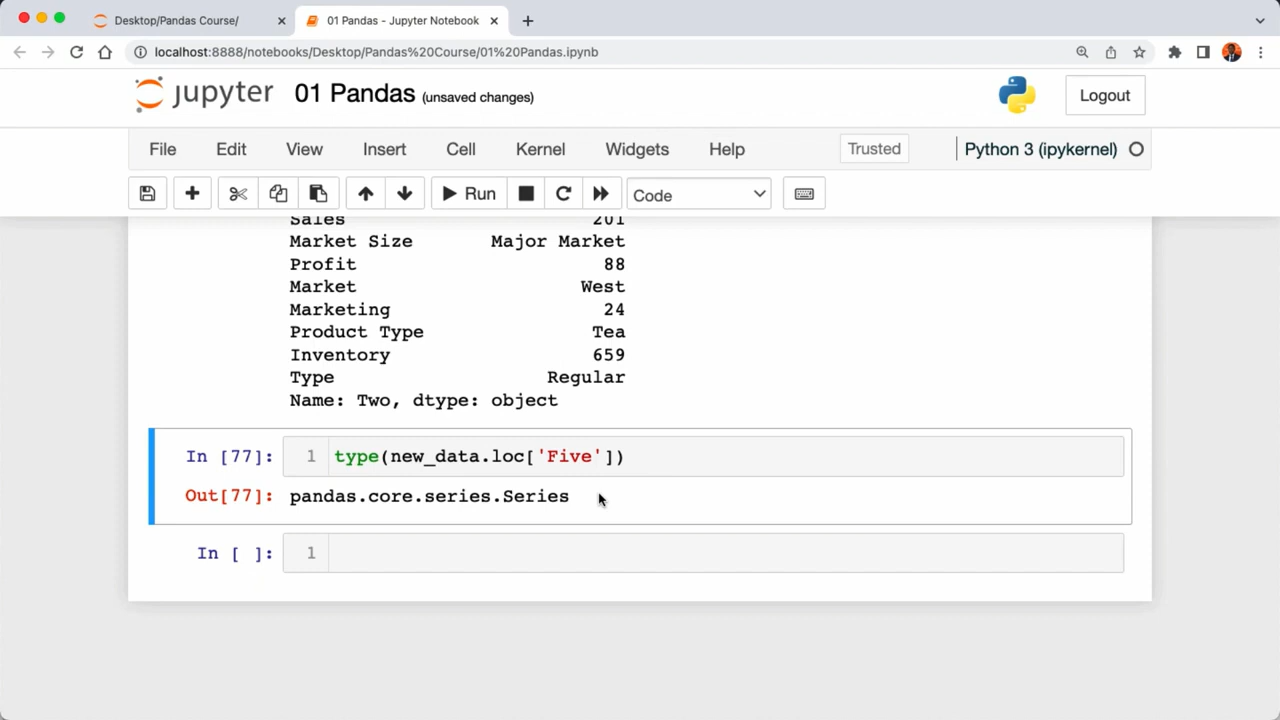 Desktop/Pandas Course/
01 Pandas - Jupyter Notebook
localhost:8888/notebooks/Desktop/Pandas%20Course/01%20Pandas.ipynb
jupyter 01 Pandas (unsaved changes) Logout
File Edit View Insert Cell Kernel Widgets Help Trusted Python 3 (ipykernel)
Run Code
Sales 201
Market Size Major Market
Profit 88
Market West
Marketing 24
Product Type Tea
Inventory 659
Type Regular
Name: Two, dtype: object
In [77]: 1 type(new_data.loc['Five'])
Out[77]: pandas.core.series.Series
In [ ]: 1